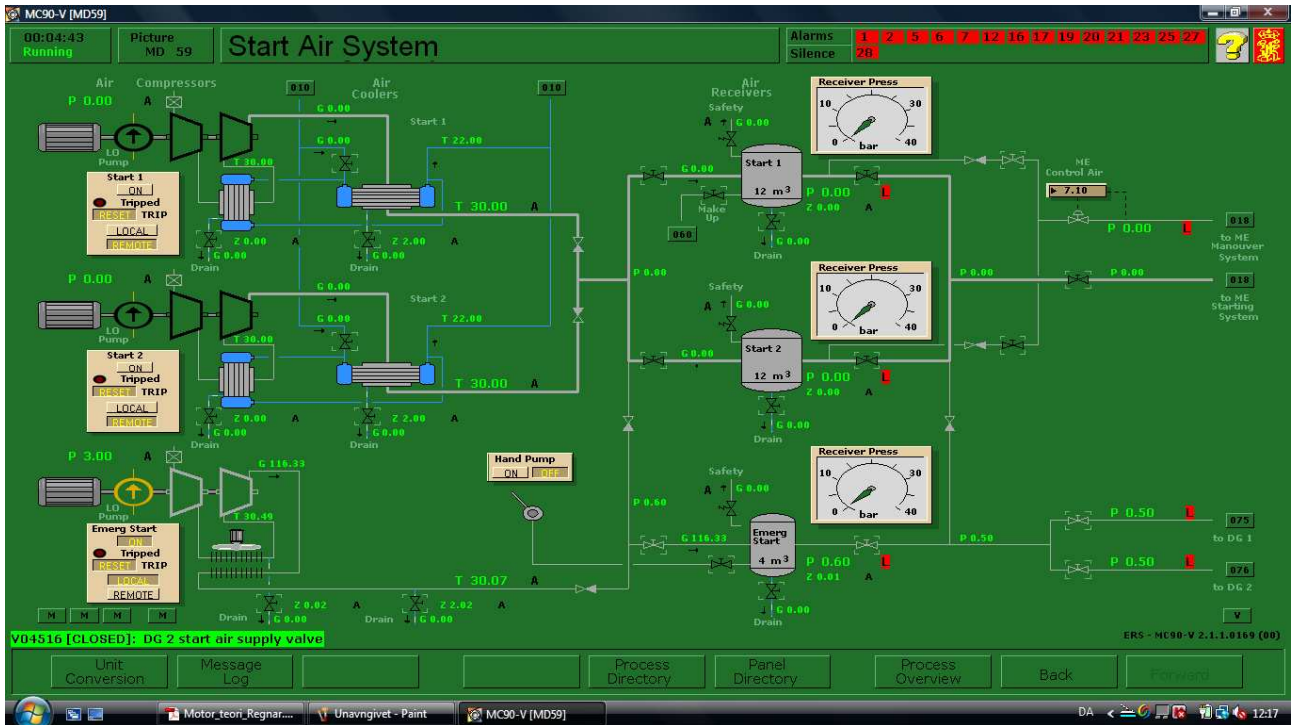 MC90-V [MD59]
00:04:43
Running
Picture
MD 59
Start Air System
Alarms
Silence
1 2 5 6 7 12 16 17 19 20 21 23 25 27
28
Air Compressors
P 0.00 A
LO
Pump
Start 1
ON
Tripped
RESET TRIP
LOCAL
REMOTE
T 30.00
Z 0.00 A
G 0.00
Drain
010
Air
Coolers
010
G 0.00
Start 1
G 0.00
T 22.00
T 30.00 A
Z 2.00 A
G 0.00
Drain
P 0.00 A
LO
Pump
Start 2
ON
Tripped
RESET TRIP
LOCAL
REMOTE
T 30.00
Z 0.00 A
G 0.00
Drain
G 0.00
Start 2
G 0.00
T 22.00
T 30.00 A
Z 2.00 A
G 0.00
Drain
P 3.00 A
LO
Pump
Emerg Start
ON
Tripped
RESET TRIP
LOCAL
REMOTE
G 116.33
T 30.49
T 30.07 A
Z 0.02 A
Drain G 0.00
Z 2.02 A
Drain G 0.00
M M M M
Hand Pump
ON OFF
Air
Receivers
Safety
A G 0.00
G 0.00
Start 1
12 m³
P 0.00 L
Z 0.00 A
Make
Up
060
G 0.00
Drain
Receiver Press
10 30
0 bar 40
P 0.00
Safety
A G 0.00
G 0.00
Start 2
12 m³
P 0.00 L
Z 0.00 A
G 0.00
Drain
Receiver Press
10 30
0 bar 40
Safety
A G 0.00
P 0.60
G 116.33
Emerg
Start
4 m³
P 0.60 L
Z 0.01 A
G 0.00
Drain
Receiver Press
10 30
0 bar 40
ME
Control Air
7.10
P 0.00 L
018
to ME
Manouver
System
P 0.00
P 0.00
018
to ME
Starting
System
P 0.50
P 0.50 L
075
to DG 1
P 0.50 L
076
to DG 2
V
V04516 [CLOSED]: DG 2 start air supply valve
ERS - MC90-V 2.1.1.0169 (00)
Unit
Conversion
Message
Log
Process
Directory
Panel
Directory
Process
Overview
Back
Forward
Motor_teori_Regnar....
Unavngivet - Paint
MC90-V [MD59]
DA
12:17